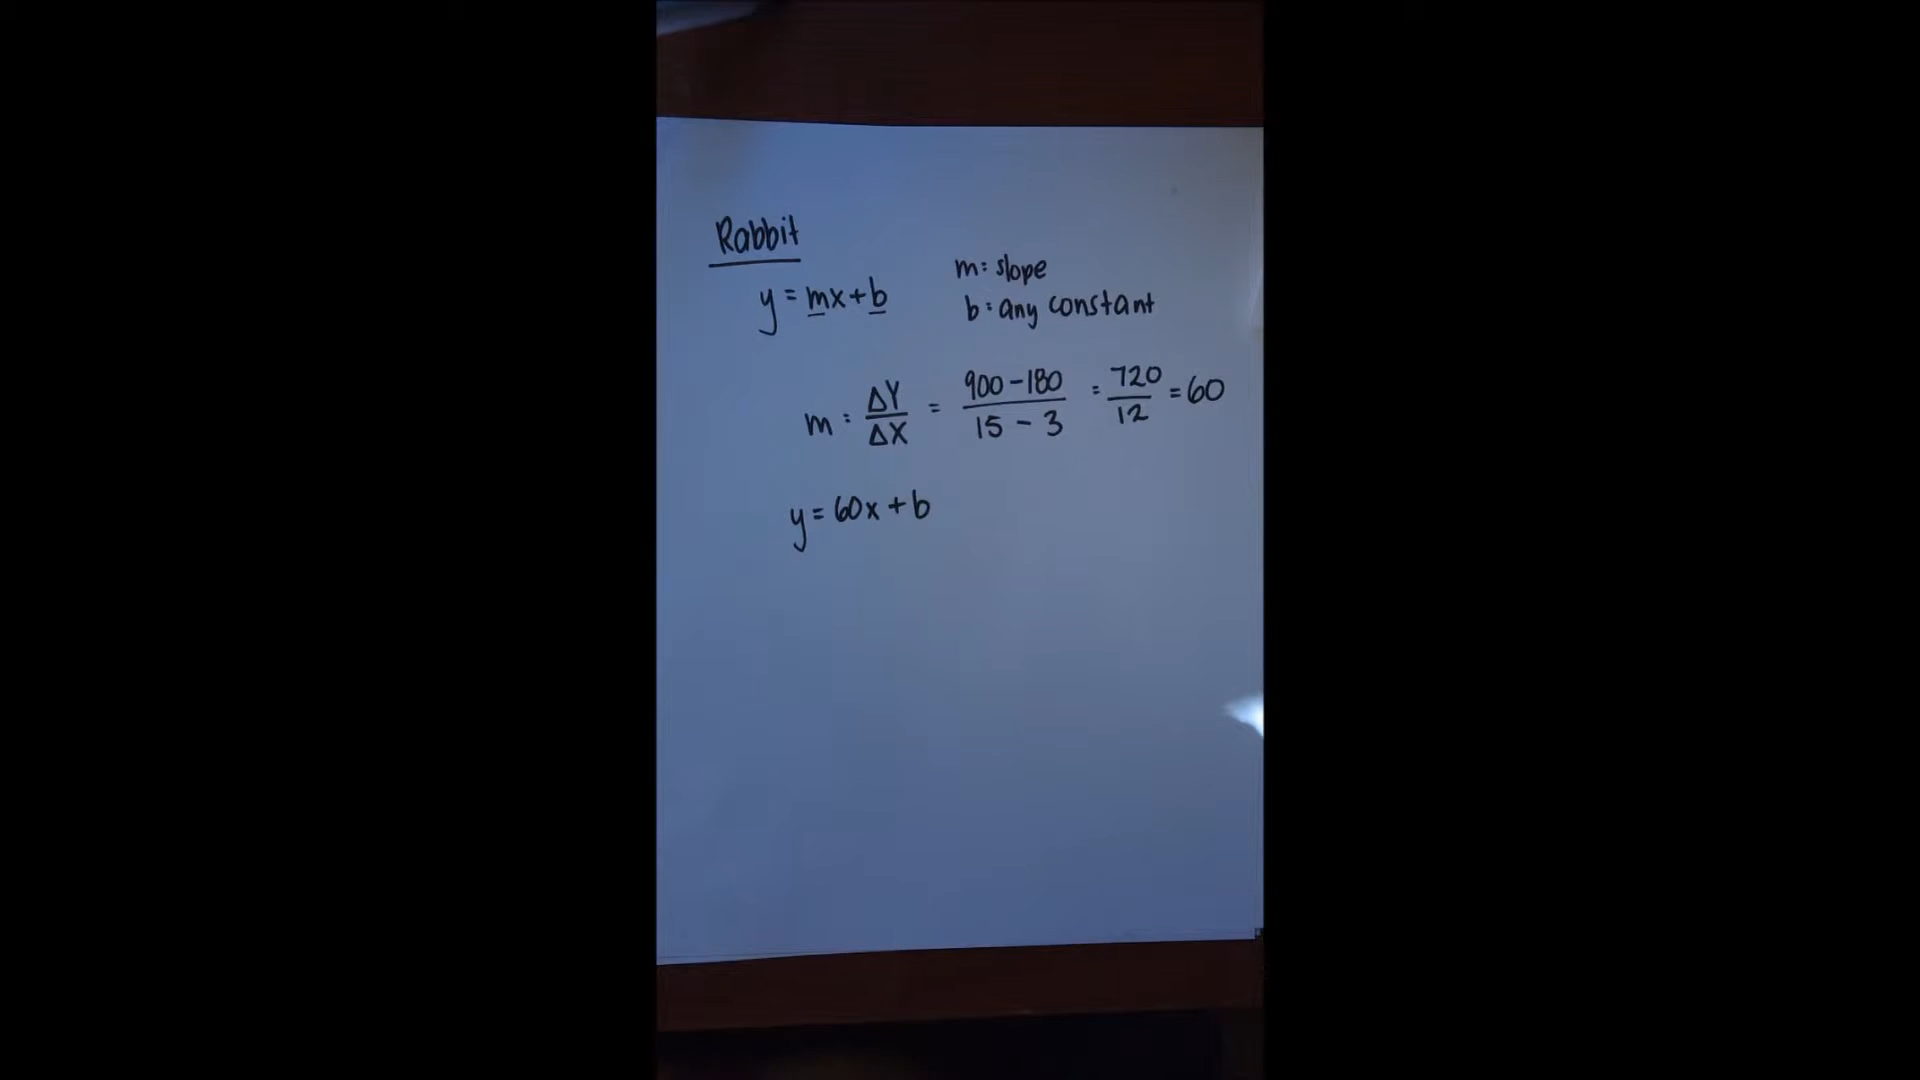 Rabbit
y = mx + b
m: slope
b: any constant
m: ΔY/ΔX = 900 - 180/15 - 3 = 720/12 = 60
y = 60x + b